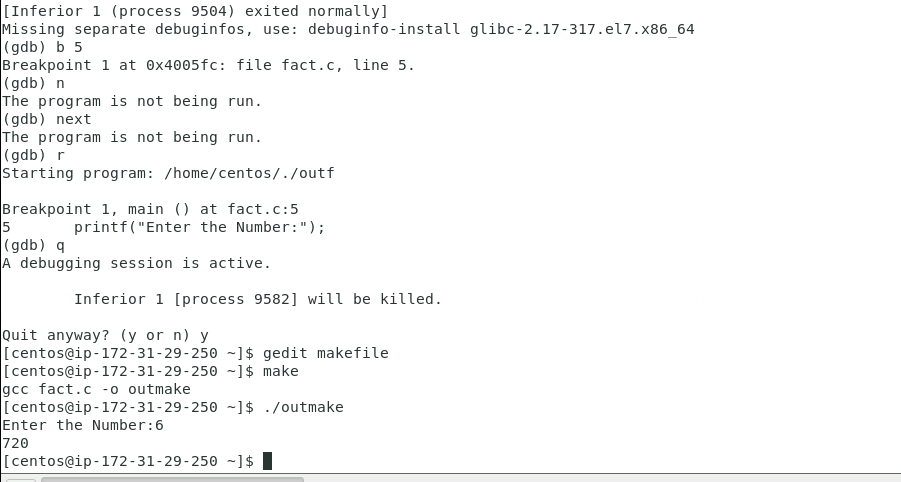 [Inferior 1 (process 9504) exited normally]
Missing separate debuginfos, use: debuginfo-install glibc-2.17-317.el7.x86_64
(gdb) b 5
Breakpoint 1 at 0x4005fc: file fact.c, line 5.
(gdb) n
The program is not being run.
(gdb) next
The program is not being run.
(gdb) r
Starting program: /home/centos/./outf

Breakpoint 1, main () at fact.c:5
5       printf("Enter the Number:");
(gdb) q
A debugging session is active.

        Inferior 1 [process 9582] will be killed.

Quit anyway? (y or n) y
[centos@ip-172-31-29-250 ~]$ gedit makefile
[centos@ip-172-31-29-250 ~]$ make
gcc fact.c -o outmake
[centos@ip-172-31-29-250 ~]$ ./outmake
Enter the Number:6
720
[centos@ip-172-31-29-250 ~]$